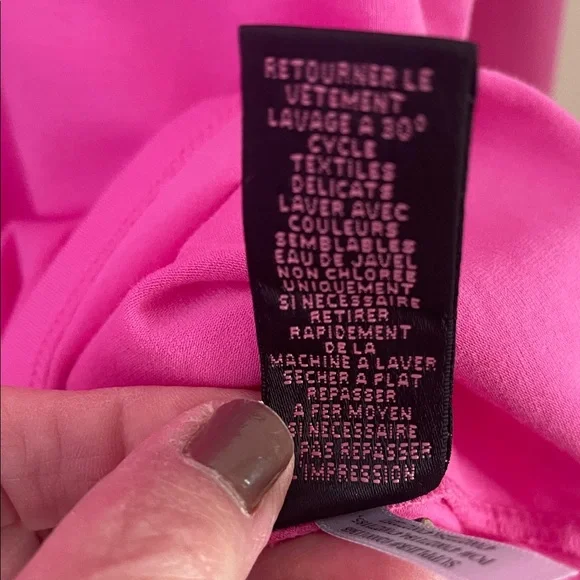 RETOURNER LE
VETEMENT
LAVAGE A 30°
CYCLE
TEXTILES
DELICATS
LAVER AVEC
COULEURS
SEMBLABLES
EAU DE JAVEL
NON CHLOREE
UNIQUEMENT
SI NECESSAIRE
RETIRER
RAPIDEMENT
DE LA
MACHINE A LAVER
SECHER A PLAT
REPASSER
A FER MOYEN
SI NECESSAIRE
PAS REPASSER
L'IMPRESSION